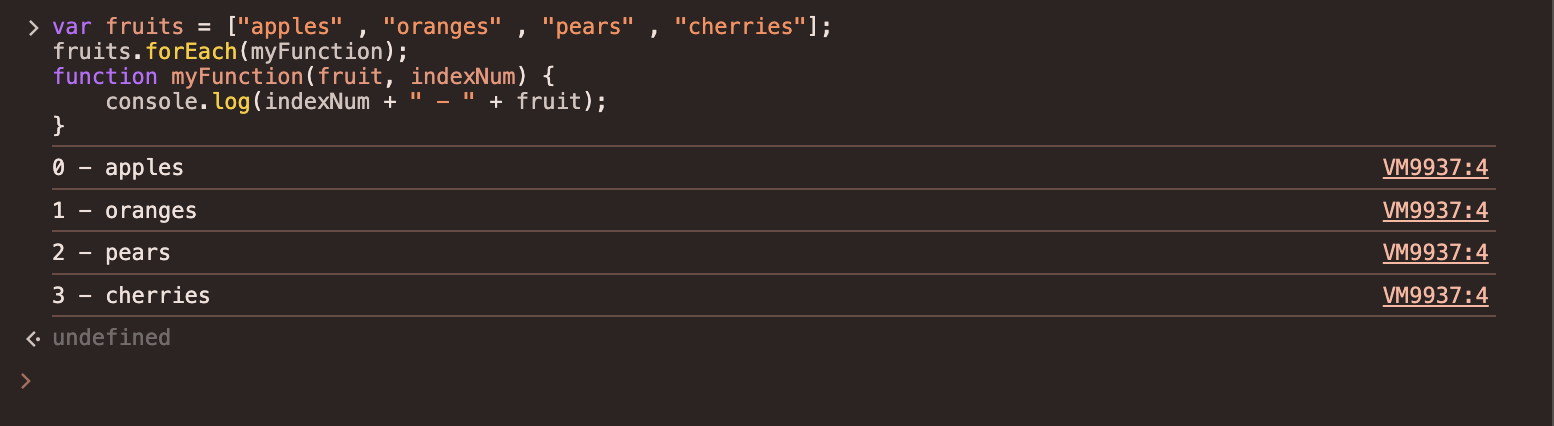 > var fruits = ["apples" , "oranges" , "pears" , "cherries"];
fruits.forEach(myFunction);
function myFunction(fruit, indexNum) {
    console.log(indexNum + " - " + fruit);
}
0 - apples VM9937:4
1 - oranges VM9937:4
2 - pears VM9937:4
3 - cherries VM9937:4
undefined
>